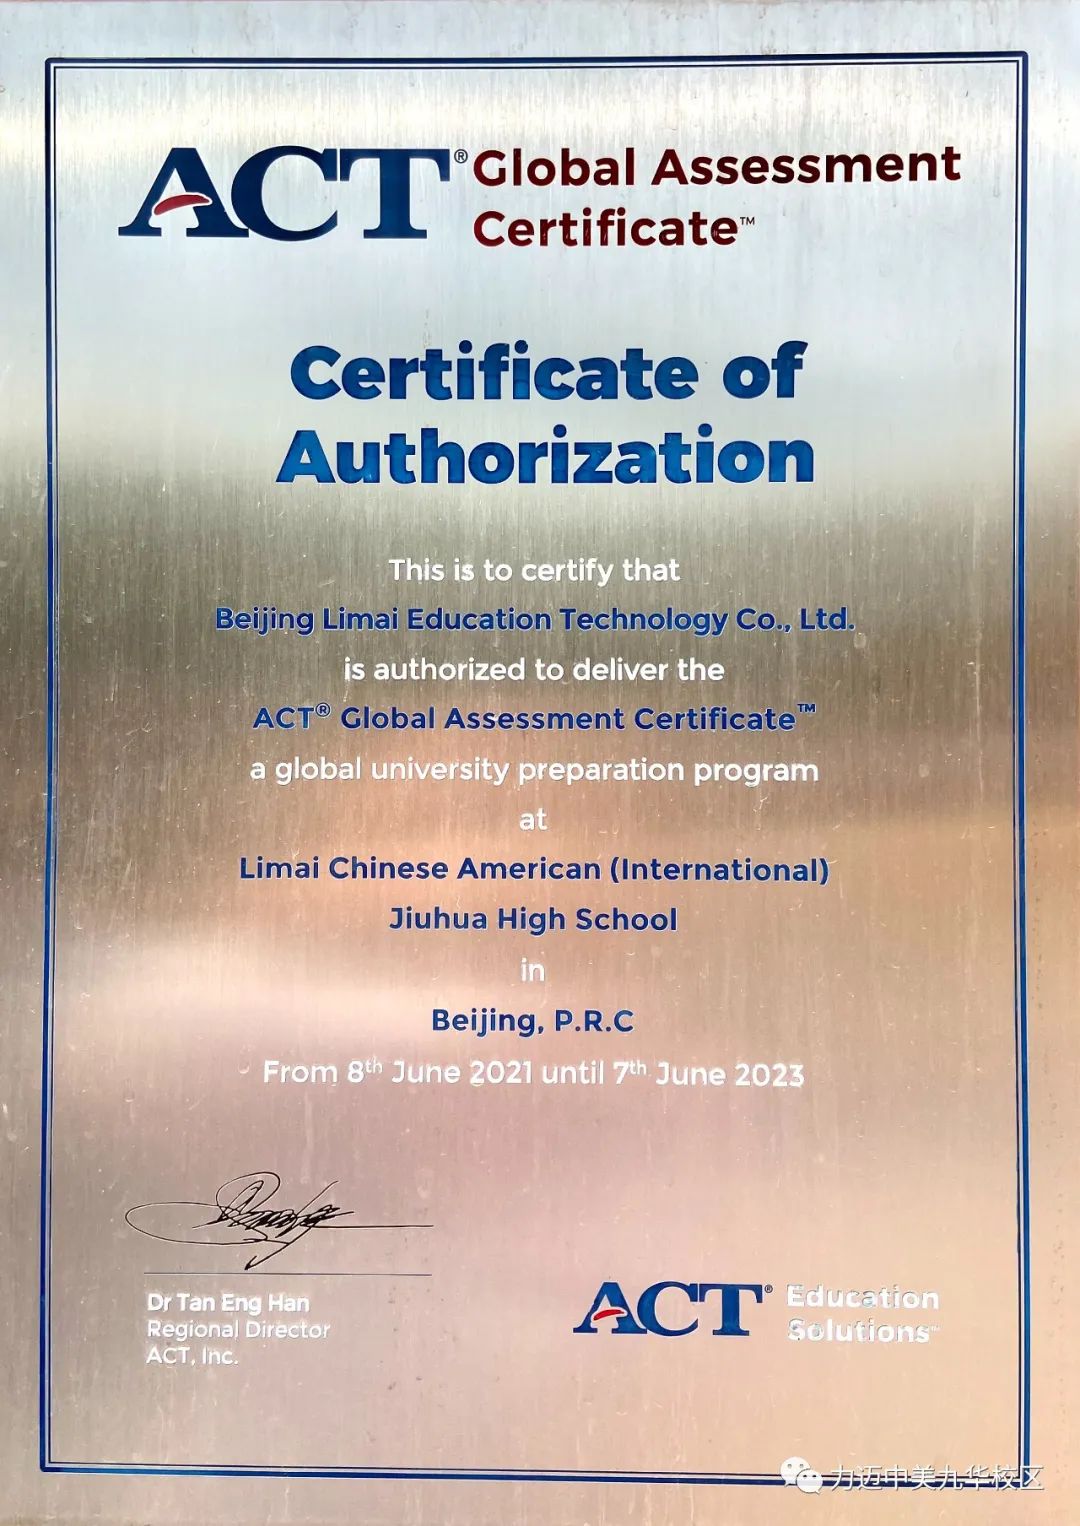 ACT® Global Assessment
Certificate™
Certificate of
Authorization
This is to certify that
Beijing Limai Education Technology Co., Ltd.
is authorized to deliver the
ACT® Global Assessment Certificate™
a global university preparation program
at
Limai Chinese American (International)
Jiuhua High School
in
Beijing, P.R.C
From 8th June 2021 until 7th June 2023
Dr Tan Eng Han
Regional Director
ACT, Inc.
ACT® Education
Solutions™
力迈中美九华校区